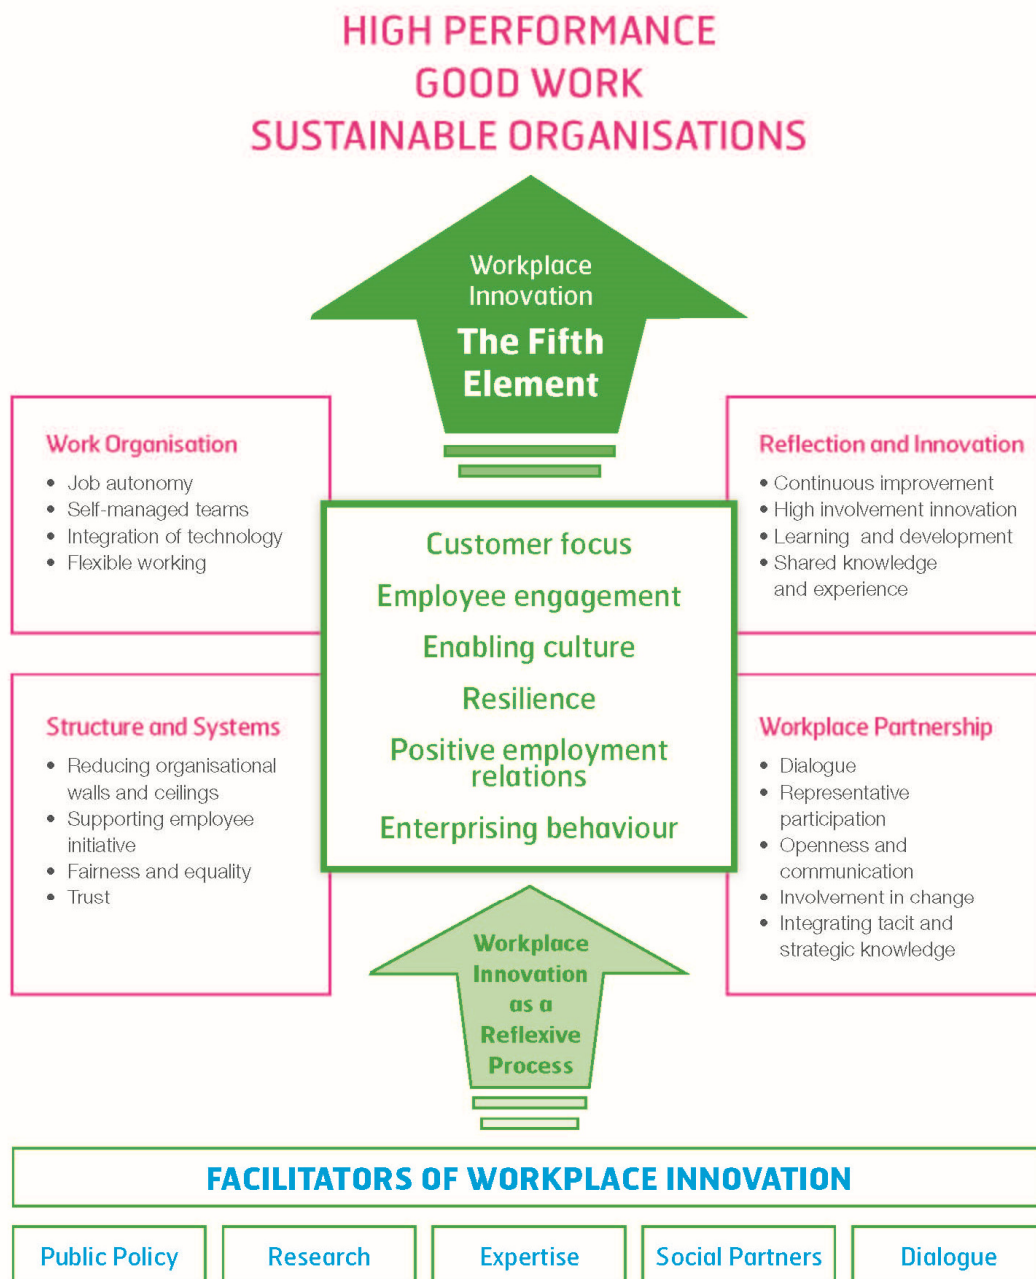 HIGH PERFORMANCE
GOOD WORK
SUSTAINABLE ORGANISATIONS
Workplace
Innovation
The Fifth
Element
Work Organisation
• Job autonomy
• Self-managed teams
• Integration of technology
• Flexible working
Reflection and Innovation
• Continuous improvement
• High involvement innovation
• Learning and development
• Shared knowledge
and experience
Customer focus
Employee engagement
Enabling culture
Resilience
Positive employment
relations
Enterprising behaviour
Structure and Systems
• Reducing organisational
walls and ceilings
• Supporting employee
initiative
• Fairness and equality
• Trust
Workplace Partnership
• Dialogue
• Representative
participation
• Openness and
communication
• Involvement in change
• Integrating tacit and
strategic knowledge
Workplace
Innovation
as a
Reflexive
Process
FACILITATORS OF WORKPLACE INNOVATION
Public Policy
Research
Expertise
Social Partners
Dialogue